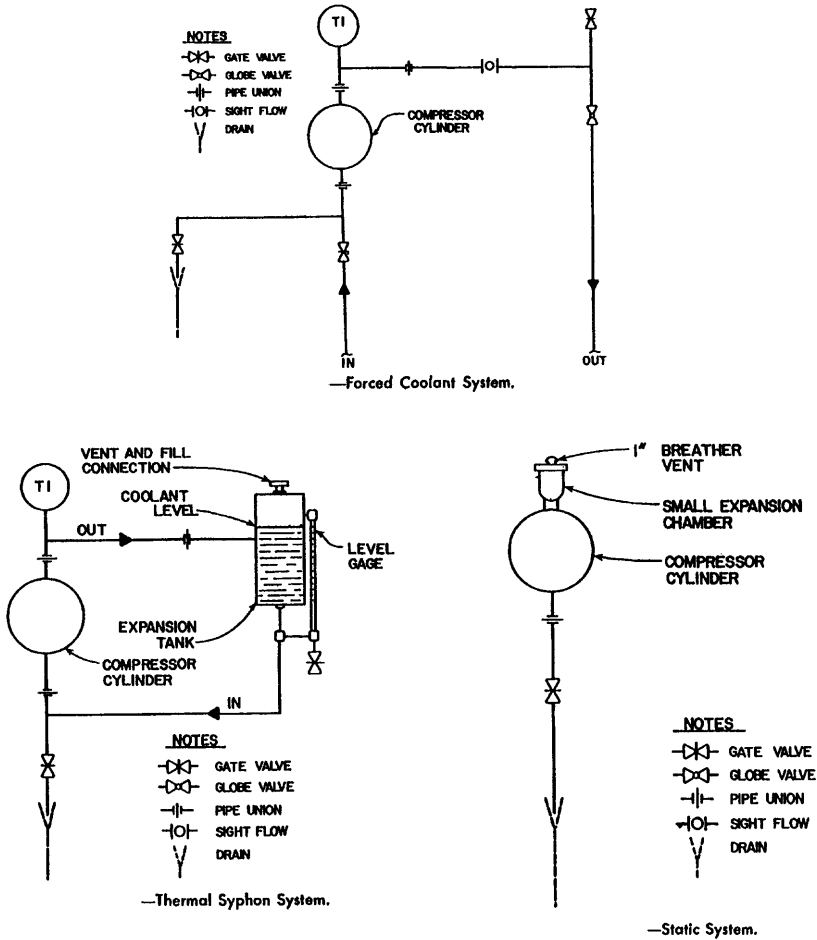 TI
NOTES
GATE VALVE
GLOBE VALVE
PIPE UNION
SIGHT FLOW
DRAIN
COMPRESSOR
CYLINDER
IN
OUT
—Forced Coolant System.
VENT AND FILL
CONNECTION
TI
COOLANT
LEVEL
OUT
LEVEL
GAGE
EXPANSION
TANK
COMPRESSOR
CYLINDER
IN
NOTES
GATE VALVE
GLOBE VALVE
PIPE UNION
SIGHT FLOW
DRAIN
—Thermal Syphon System.
1" BREATHER
VENT
SMALL EXPANSION
CHAMBER
COMPRESSOR
CYLINDER
NOTES
GATE VALVE
GLOBE VALVE
PIPE UNION
SIGHT FLOW
DRAIN
—Static System.